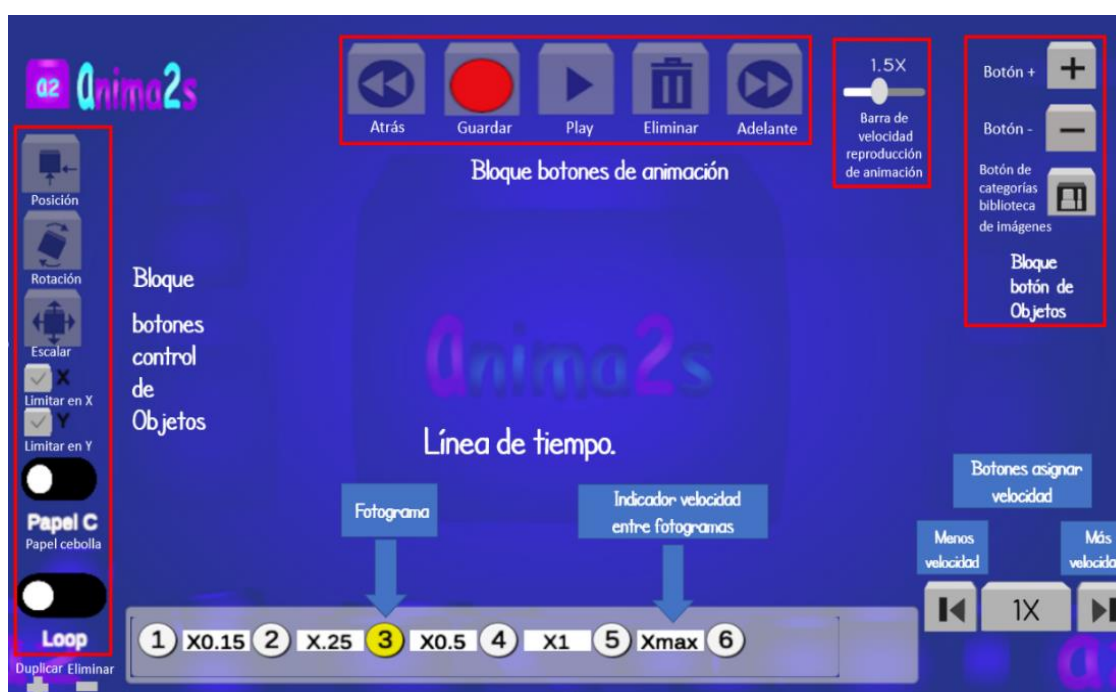 a2 anima2s
Atrás
Guardar
Play
Eliminar
Adelante
Bloque botones de animación
1.5X
Barra de
velocidad
reproducción
de animación
Botón +
Botón -
Botón de
categorías
biblioteca
de imágenes
Bloque
botón de
Objetos
Posición
Rotación
Escalar
X
Limitar en X
Y
Limitar en Y
Papel C
Papel cebolla
Loop
Duplicar Eliminar
Bloque
botones
control
de
Objetos
anima2s
Línea de tiempo.
Fotograma
Indicador velocidad
entre fotogramas
Botones asignar
velocidad
Menos
velocidad
Más
velocida
1X
1 X0.15 2 X.25 3 X0.5 4 X1 5 Xmax 6